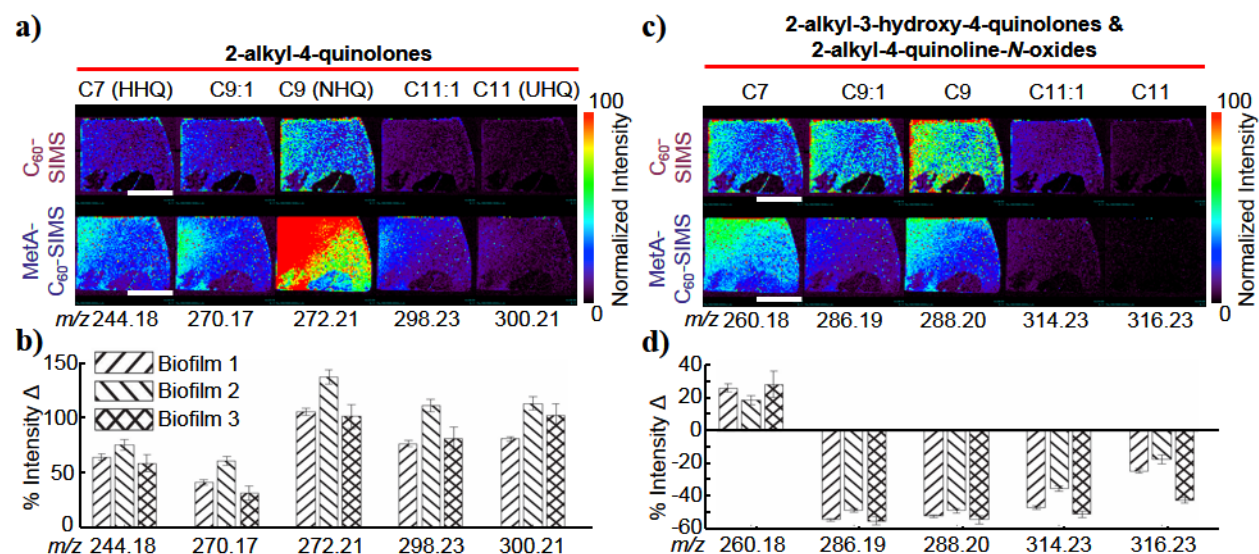 a)
2-alkyl-4-quinolones
C7 (HHQ) C9:1 C9 (NHQ) C11:1 C11 (UHQ)
C60-
SIMS
MetA-
C60-SIMS
100
Normalized Intensity
0
m/z 244.18 270.17 272.21 298.23 300.21
b)
Biofilm 1
Biofilm 2
Biofilm 3
% Intensity Δ
150
100
50
0
m/z 244.18 270.17 272.21 298.23 300.21
c)
2-alkyl-3-hydroxy-4-quinolones &
2-alkyl-4-quinoline-N-oxides
C7 C9:1 C9 C11:1 C11
C60-
SIMS
MetA-
C60-SIMS
100
Normalized Intensity
0
m/z 260.18 286.19 288.20 314.23 316.23
d)
% Intensity Δ
40
20
0
-20
-40
-60
m/z 260.18 286.19 288.20 314.23 316.23